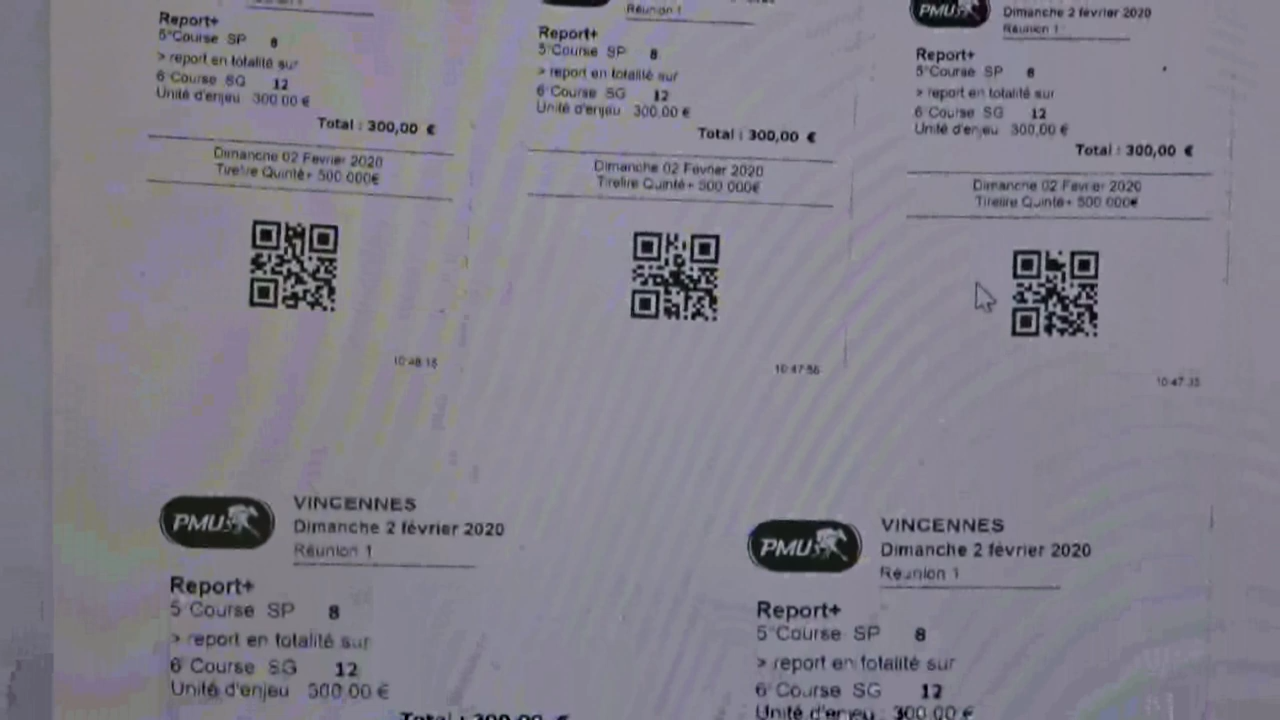 Réunion 1
Report+
5°Course SP 8
> report en totalité sur
6 Course SG 12
Unité d'enjeu 300.00 €
Total : 300,00 €
Dimanche 02 Fevrier 2020
Tirelire Quinté+ 500 000€
10:48:16
Réunion 1
Report+
5°Course SP 8
> report en totalité sur
6 Course SG 12
Unité d'enjeu 300,00 €
Total : 300,00 €
Dimanche 02 Fevrier 2020
Tirelire Quinté+ 500 000€
10:47:56
PMU
Dimanche 2 février 2020
Réunion 1
Report+
5°Course SP 8
> report en totalité sur
6 Course SG 12
Unité d'enjeu 300,00 €
Total : 300,00 €
Dimanche 02 Fevrier 2020
Tirelire Quinté+ 500 000€
10:47:35
PMU
VINCENNES
Dimanche 2 février 2020
Réunion 1
Report+
5°Course SP 8
> report en totalité sur
6°Course SG 12
Unité d'enjeu 300.00 €
Total : 300,00 €
PMU
VINCENNES
Dimanche 2 février 2020
Réunion 1
Report+
5°Course SP 8
> report en totalité sur
6°Course SG 12
Unité d'enjeu 300.00 €